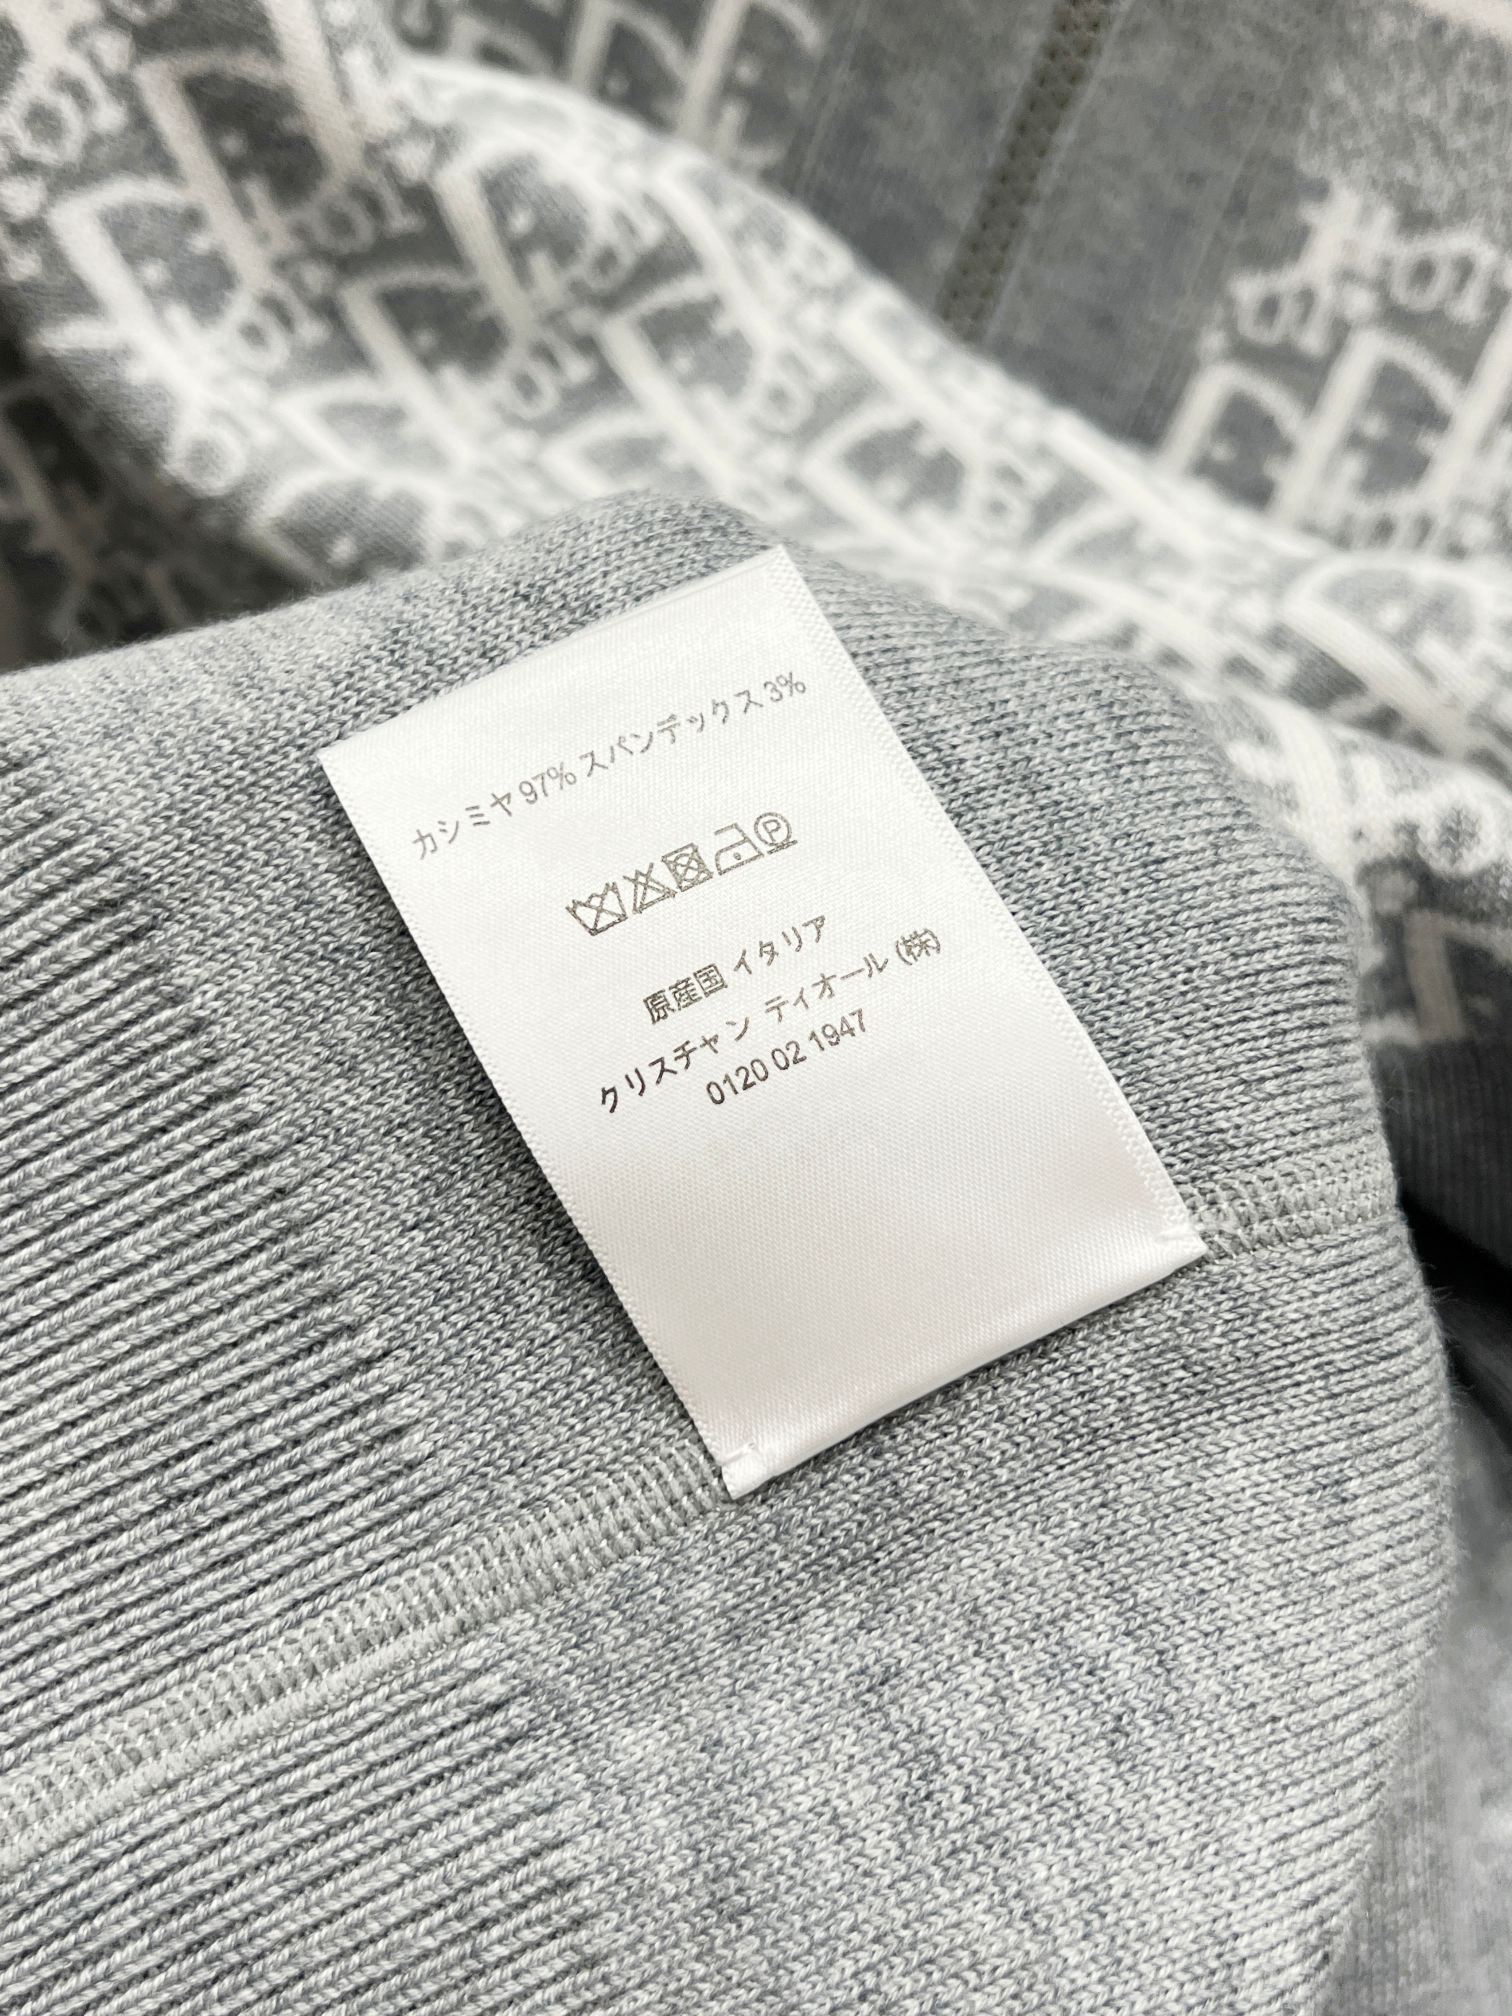 カシミヤ 97% スパンデックス 3%
P
原産国 イタリア
クリスチャン ディオール (株)
0120 02 1947